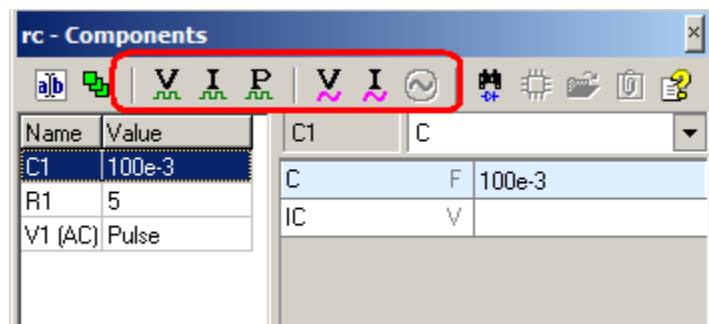 rc - Components
a|b V I P V I
Name Value C1 C
C1 100e-3 C F 100e-3
R1 5 IC V
V1 (AC) Pulse